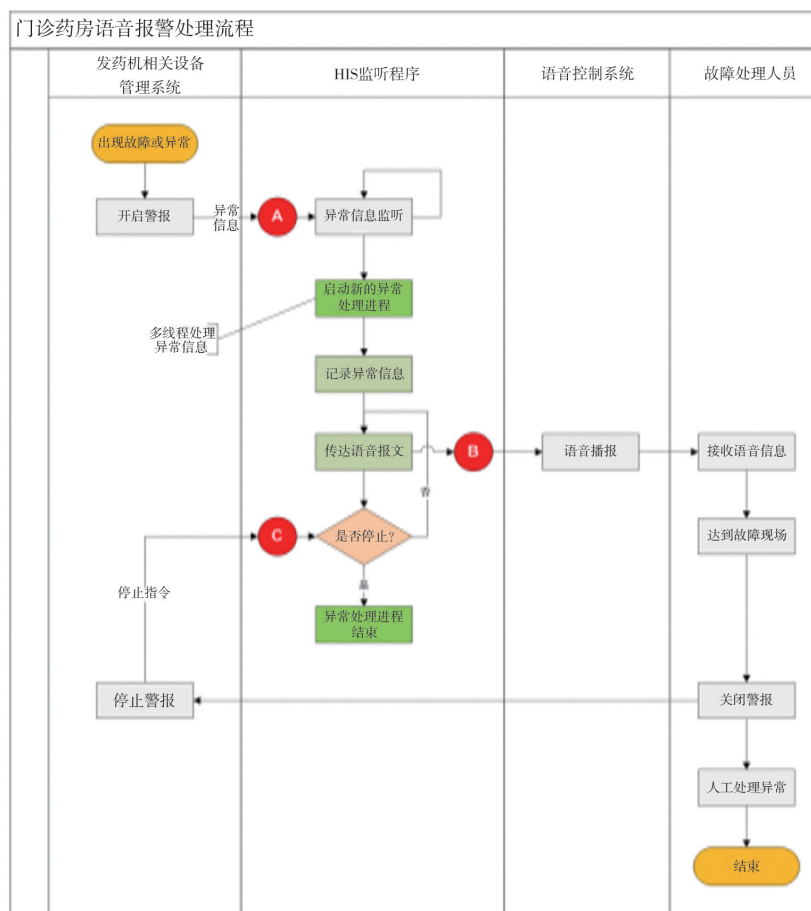 门诊药房语音报警处理流程
发药机相关设备
管理系统
HIS监听程序
语音控制系统
故障处理人员
出现故障或异常
开启警报
异常
信息
A
异常信息监听
启动新的异常
处理进程
多线程处理
异常信息
记录异常信息
传达语音报文
B
语音播报
接收语音信息
否
C
是否停止?
达到故障现场
是
停止指令
异常处理进程
结束
停止警报
关闭警报
人工处理异常
结束